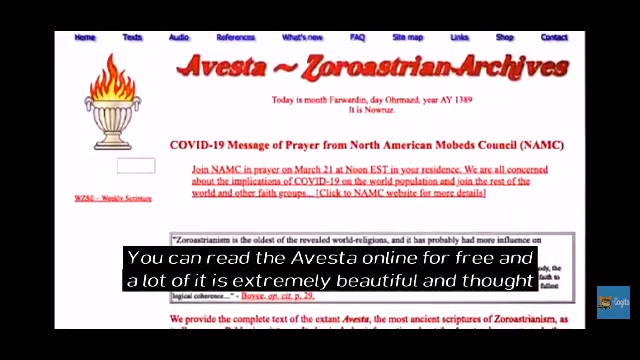 Home Texts Audio References What's new FAQ Site map Links Shop Contact
Avesta ~ Zoroastrian Archives
Today is month Farwardin, day Ohrmazd, year AY 1389
It is Nowruz.
COVID-19 Message of Prayer from North American Mobeds Council (NAMC)
Join NAMC in prayer on March 21 at Noon EST in your residence. We are all concerned
about the implications of COVID-19 on the world population and join the rest of the
world and other faith groups... [Click to NAMC website for more details]
WZSE - Weekly Scripture
"Zoroastrianism is the oldest of the revealed world-religions, and it has probably had more influence on
You can read the Avesta online for free and
a lot of it is extremely beautiful and thought
logical coherence..." - Boyce, op. cit. p. 29.
We provide the complete text of the extant Avesta, the most ancient scriptures of Zoroastrianism, as
Cogito